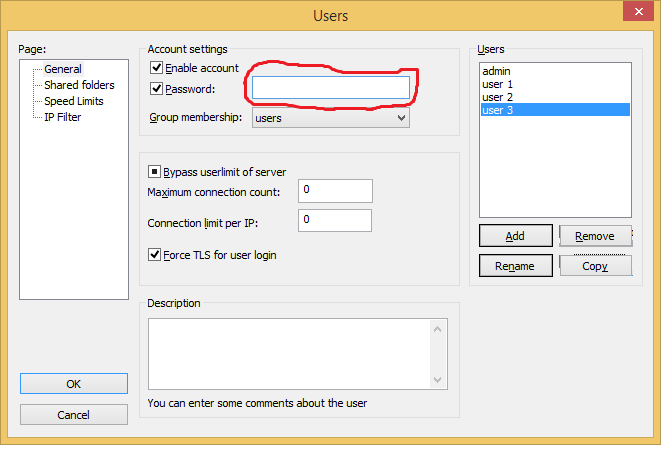 Users
Page:
General
Shared folders
Speed Limits
IP Filter
OK
Cancel
Account settings
Enable account
Password:
Group membership: users
Bypass userlimit of server
Maximum connection count: 0
Connection limit per IP: 0
Force TLS for user login
Description
You can enter some comments about the user
Users
admin
user 1
user 2
user 3
Add Remove
Rename Copy